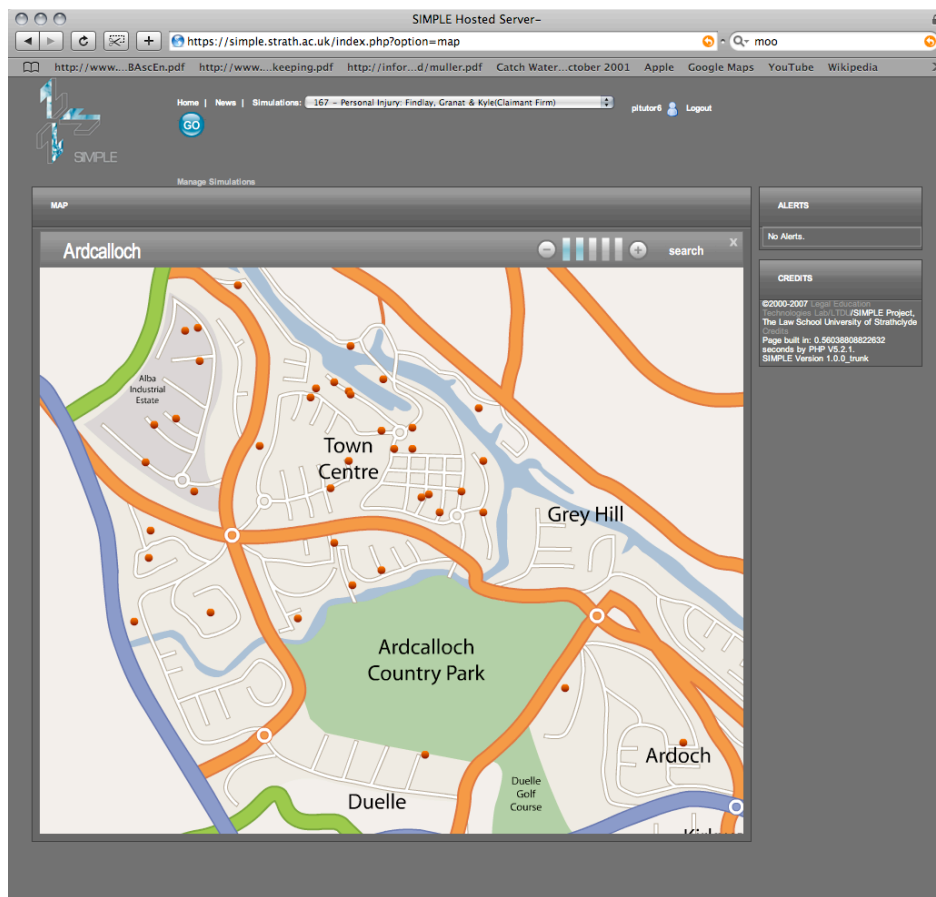 SIMPLE Hosted Server-
https://simple.strath.ac.uk/index.php?option=map
moo
http://www....BAscEn.pdf http://www....keeping.pdf http://infor...d/muller.pdf Catch Water...ctober 2001 Apple Google Maps YouTube Wikipedia
Home | News | Simulations: 167 - Personal Injury: Findlay, Granat & Kyle(Claimant Firm)
pitutor6 Logout
GO
SIMPLE
Manage Simulations
MAP
Ardcalloch
search
x
Alba
Industrial
Estate
Town
Centre
Grey Hill
Ardcalloch
Country Park
Ardoch
Duelle
Duelle
Golf
Course
ALERTS
No Alerts.
CREDITS
©2000-2007 Legal Education
Technologies Lab/LTDU/SIMPLE Project,
The Law School University of Strathclyde
Credits
Page built in: 0.56038808822632
seconds by PHP V5.2.1.
SIMPLE Version 1.0.0_trunk